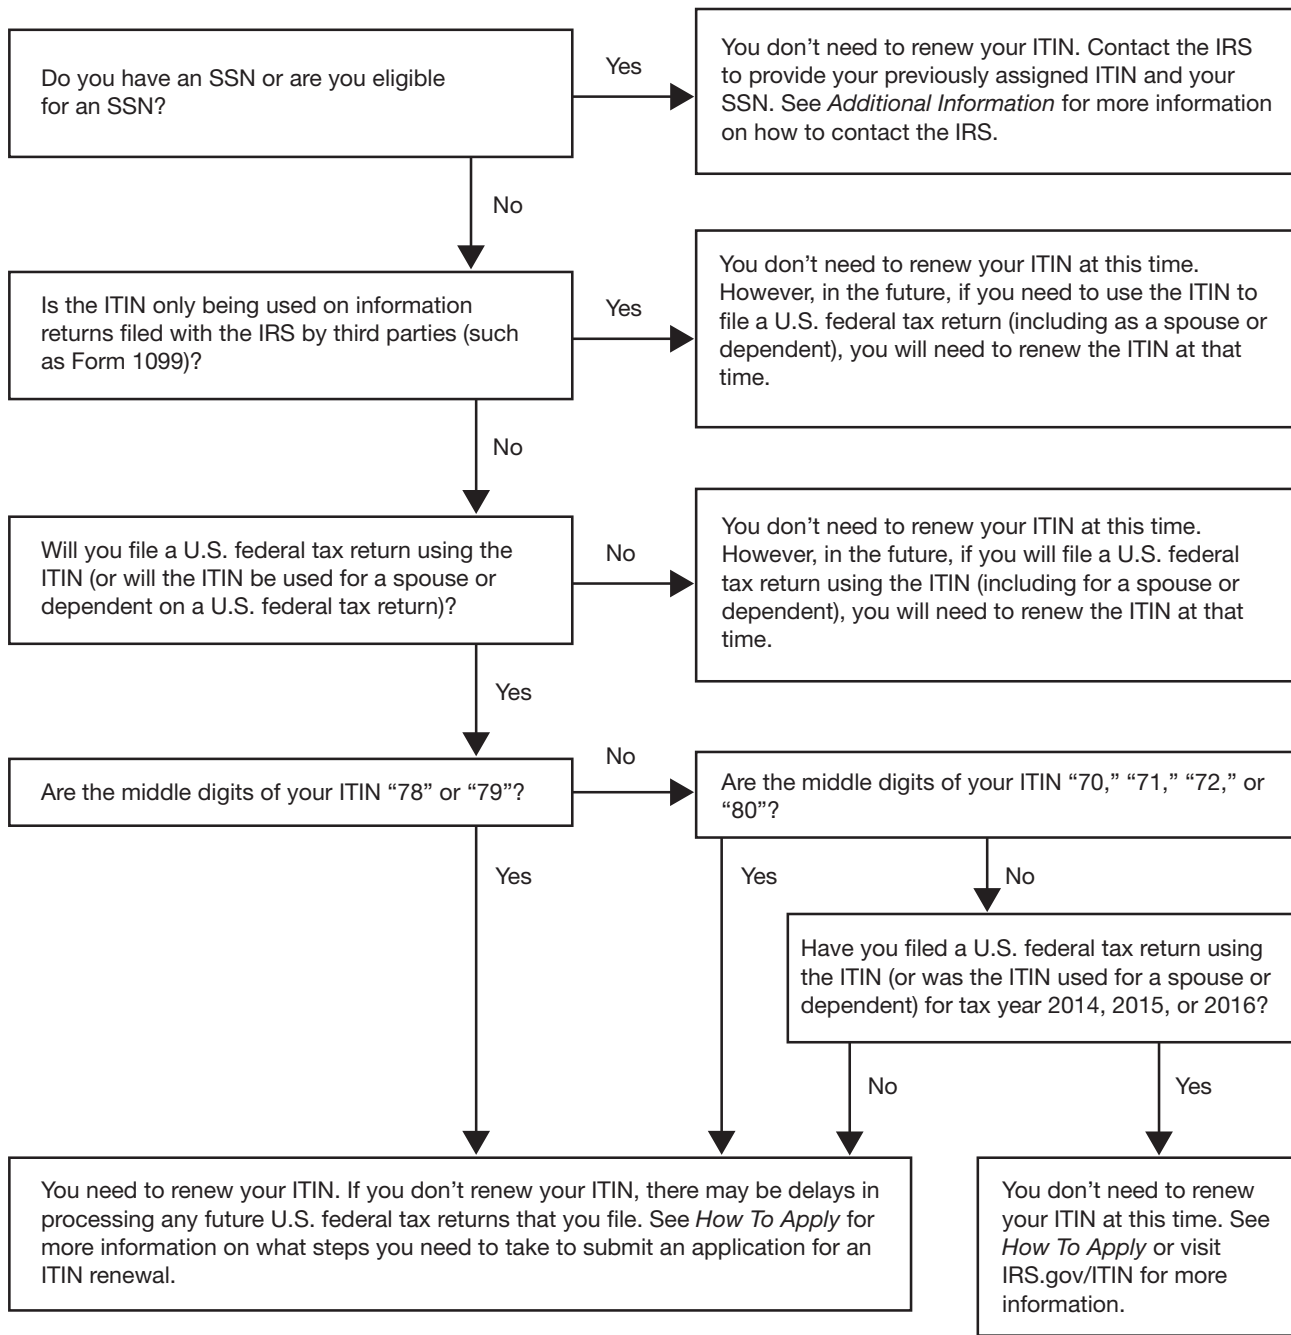 Do you have an SSN or are you eligible
for an SSN?
Yes
You don’t need to renew your ITIN. Contact the IRS
to provide your previously assigned ITIN and your
SSN. See Additional Information for more information
on how to contact the IRS.
No
Is the ITIN only being used on information
returns filed with the IRS by third parties (such
as Form 1099)?
Yes
You don’t need to renew your ITIN at this time.
However, in the future, if you need to use the ITIN to
file a U.S. federal tax return (including as a spouse or
dependent), you will need to renew the ITIN at that
time.
No
Will you file a U.S. federal tax return using the
ITIN (or will the ITIN be used for a spouse or
dependent on a U.S. federal tax return)?
No
You don’t need to renew your ITIN at this time.
However, in the future, if you will file a U.S. federal
tax return using the ITIN (including for a spouse or
dependent), you will need to renew the ITIN at that
time.
Yes
Are the middle digits of your ITIN “78” or “79”?
No
Are the middle digits of your ITIN “70,” “71,” “72,” or
“80”?
Yes
Yes
No
Have you filed a U.S. federal tax return using
the ITIN (or was the ITIN used for a spouse or
dependent) for tax year 2014, 2015, or 2016?
No
Yes
You need to renew your ITIN. If you don’t renew your ITIN, there may be delays in
processing any future U.S. federal tax returns that you file. See How To Apply for
more information on what steps you need to take to submit an application for an
ITIN renewal.
You don’t need to renew
your ITIN at this time. See
How To Apply or visit
IRS.gov/ITIN for more
information.